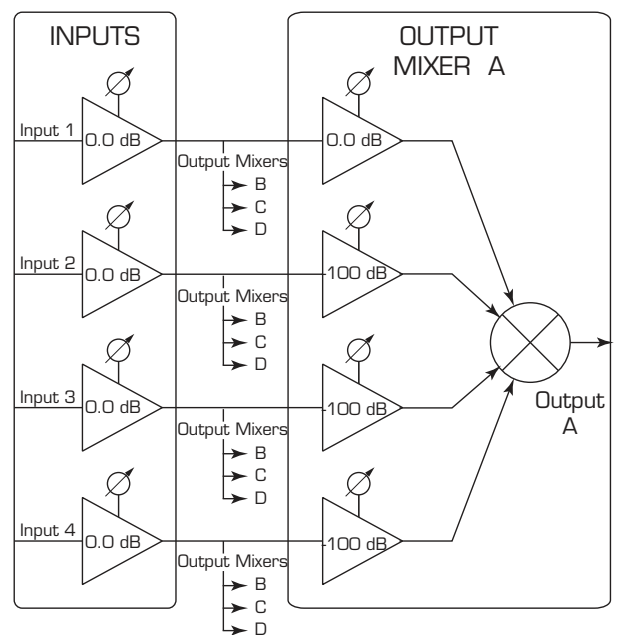 INPUTS
OUTPUT
MIXER A
Input 1
0.0 dB
0.0 dB
Output Mixers
B
C
D
Input 2
0.0 dB
-100 dB
Output Mixers
B
C
D
Input 3
0.0 dB
-100 dB
Output Mixers
B
C
D
Output
A
Input 4
0.0 dB
-100 dB
Output Mixers
B
C
D